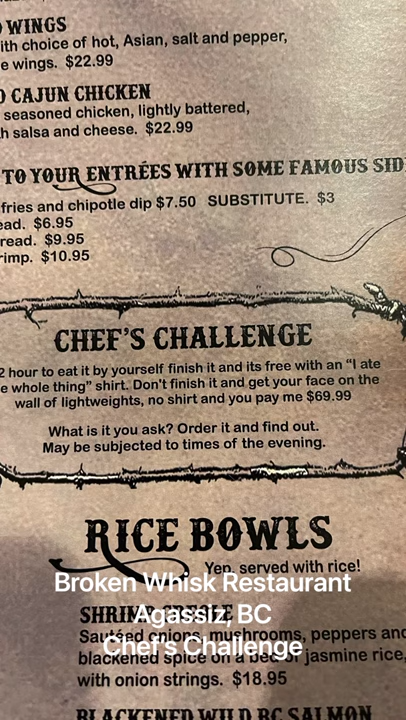 WINGS
ith choice of hot, Asian, salt and pepper,
e wings. $22.99
CAJUN CHICKEN
seasoned chicken, lightly battered,
h salsa and cheese. $22.99
TO YOUR ENTRÉES WITH SOME FAMOUS SID
fries and chipotle dip $7.50 SUBSTITUTE. $3
ead. $6.95
read. $9.95
rimp. $10.95
CHEF'S CHALLENGE
2 hour to eat it by yourself finish it and its free with an "I ate
e whole thing" shirt. Don't finish it and get your face on the
wall of lightweights, no shirt and you pay me $69.99
What is it you ask? Order it and find out.
May be subjected to times of the evening.
RICE BOWLS
Yep, served with rice!
Broken Whisk Restaurant
Agassiz, BC
Chef's Challenge
SHRIMP CREOLE
Sautéed onions, mushrooms, peppers and
blackened spice on a bed of jasmine rice,
with onion strings. $18.95
BLACKENED WILD BC SALMON